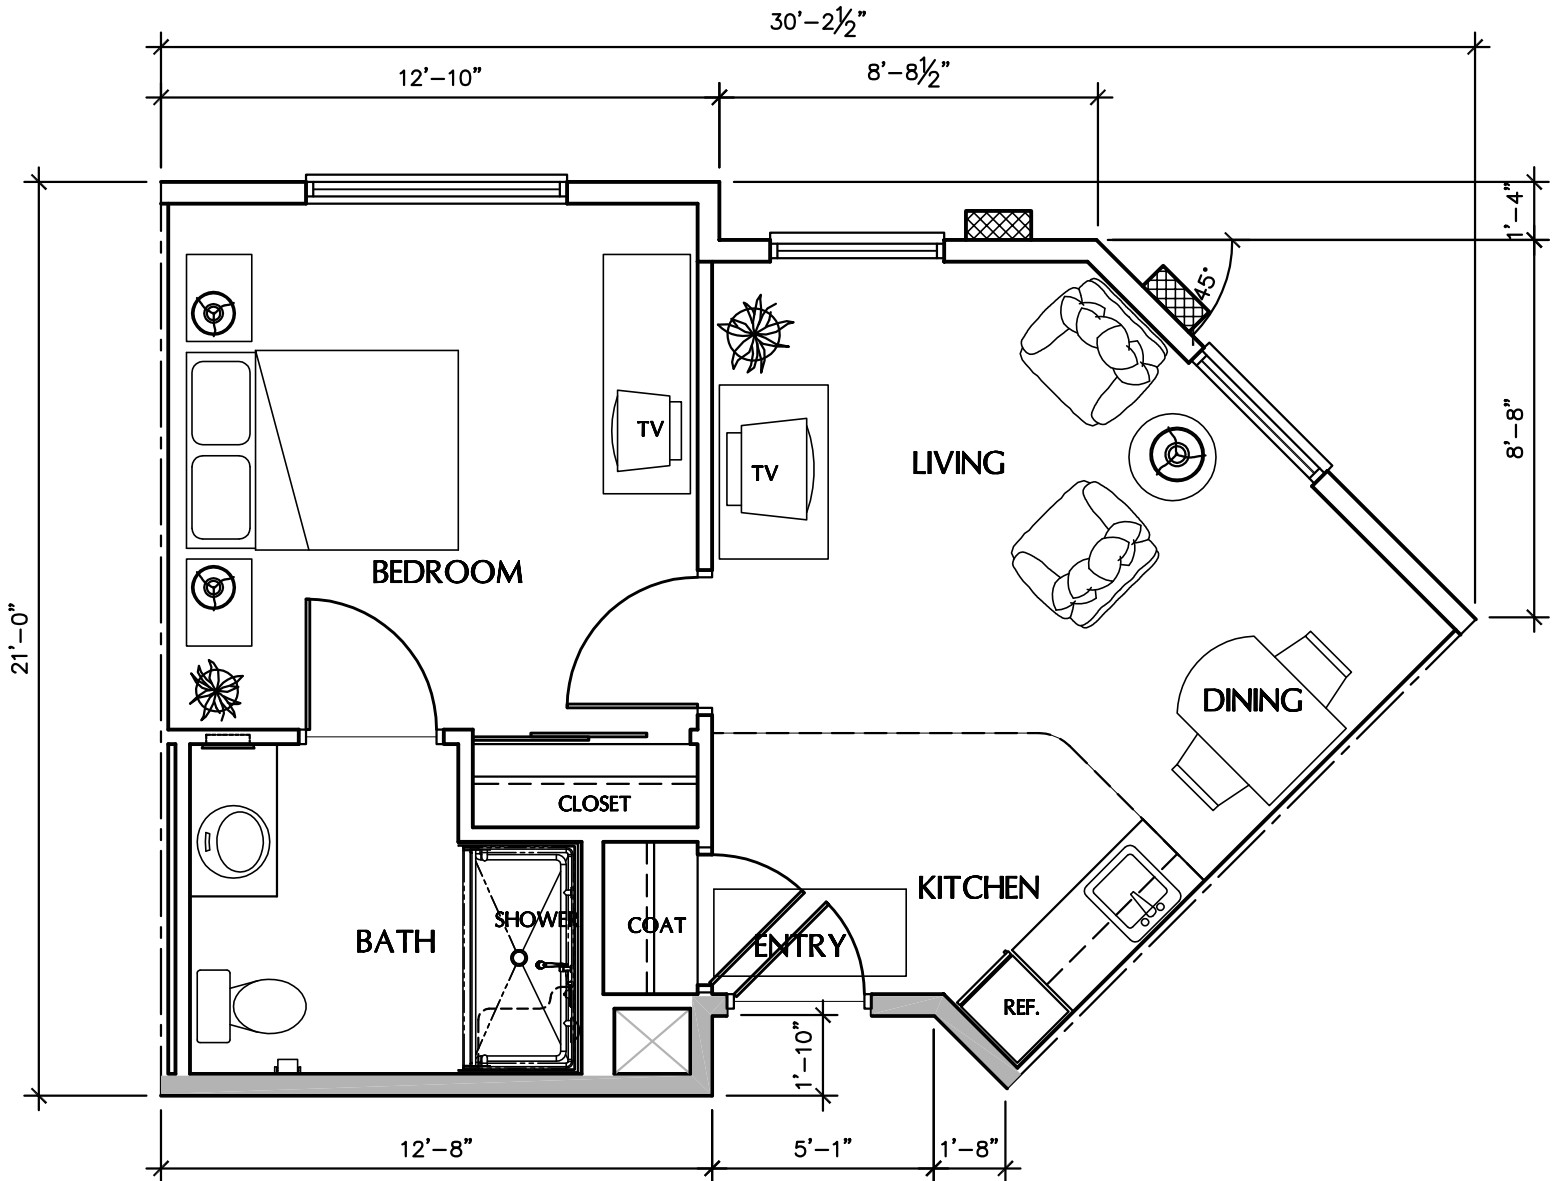 30'-2½"
12'-10"
8'-8½"
1'-4"
45°
8'-8"
TV
TV
LIVING
BEDROOM
21'-0"
DINING
CLOSET
KITCHEN
SHOWER
COAT
BATH
ENTRY
REF.
1'-10"
12'-8"
5'-1"
1'-8"